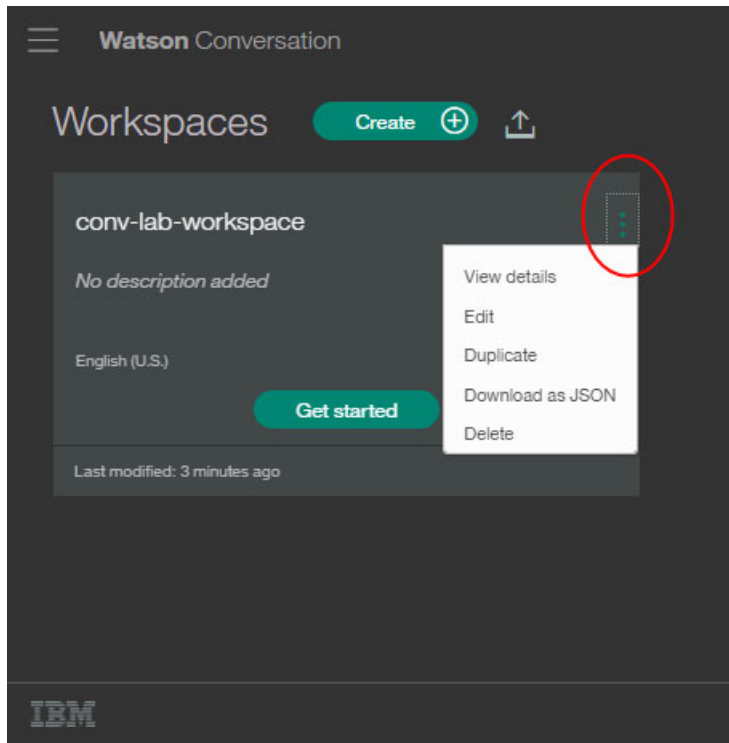 Watson Conversation
Workspaces
Create
conv-lab-workspace
No description added
English (U.S.)
Get started
Last modified: 3 minutes ago
View details
Edit
Duplicate
Download as JSON
Delete
IBM